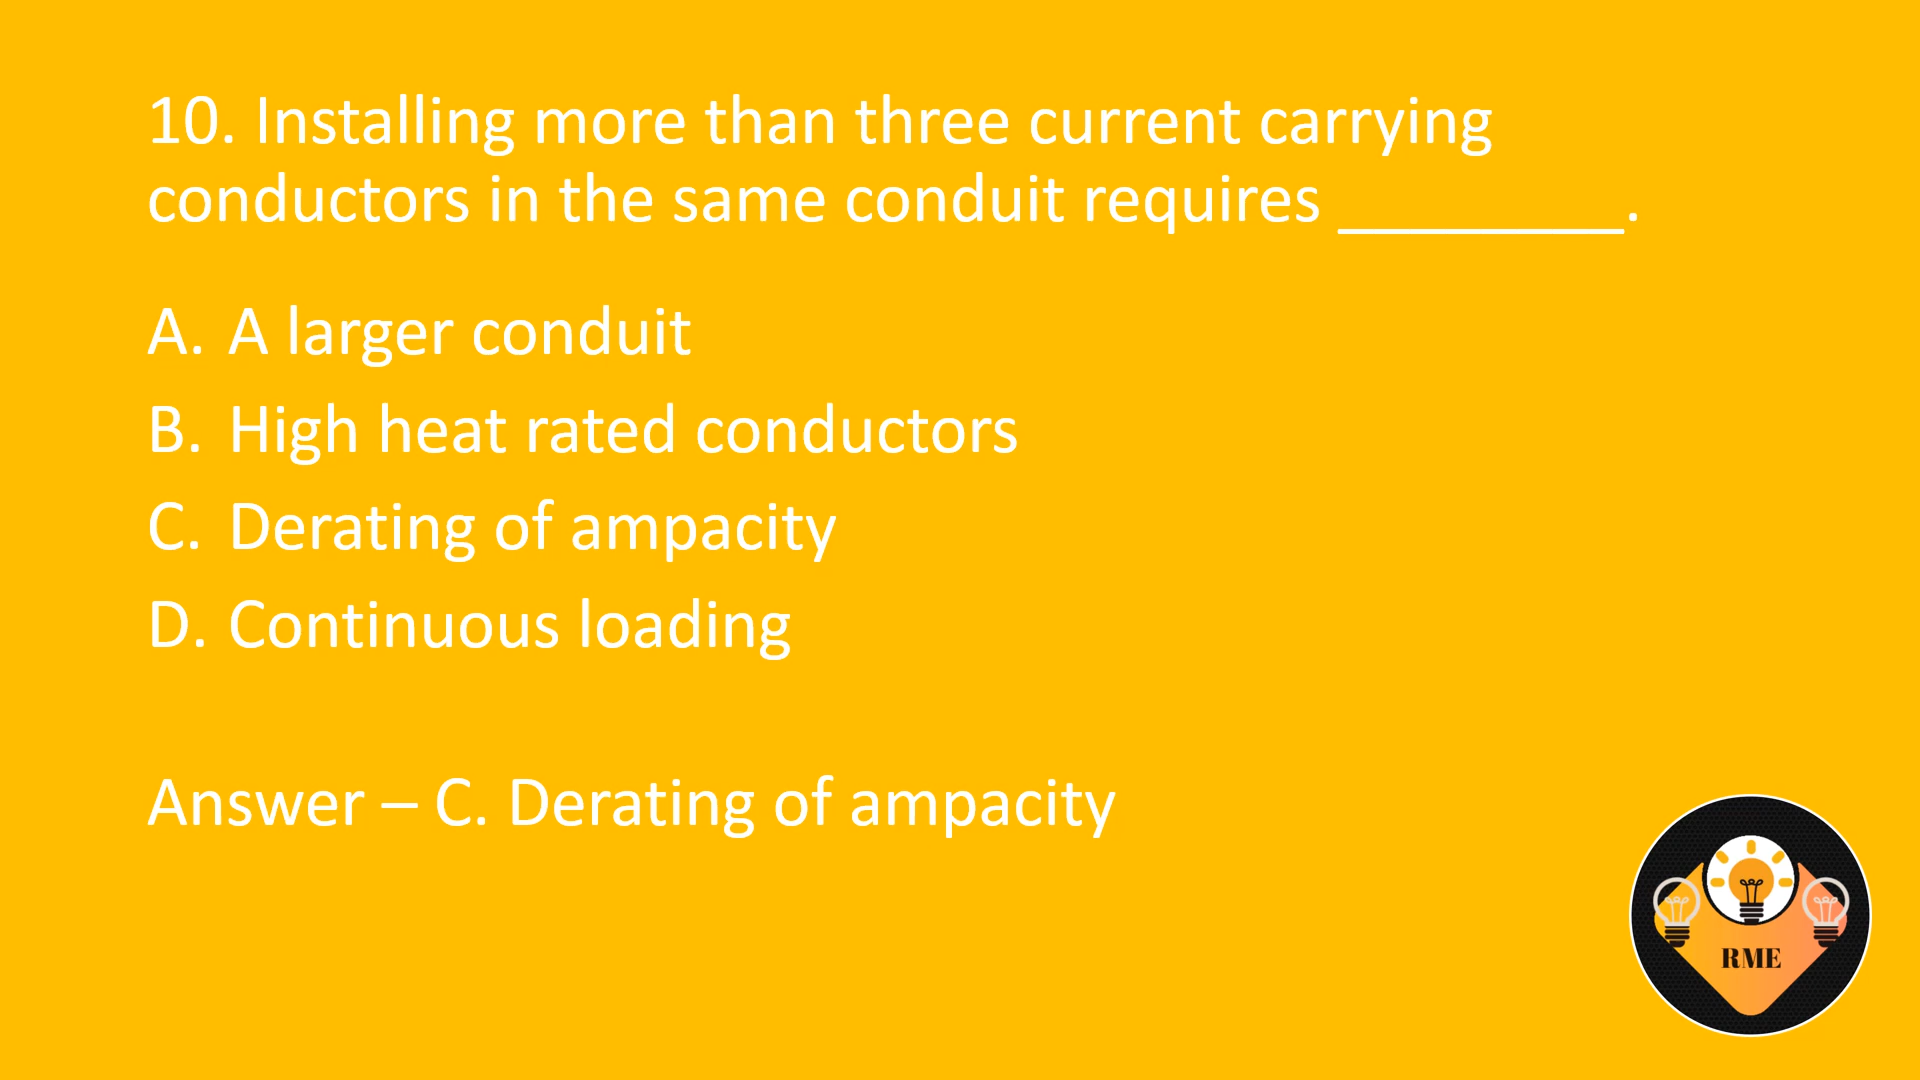 10. Installing more than three current carrying
conductors in the same conduit requires _________.
A. A larger conduit
B. High heat rated conductors
C. Derating of ampacity
D. Continuous loading
Answer – C. Derating of ampacity
RME